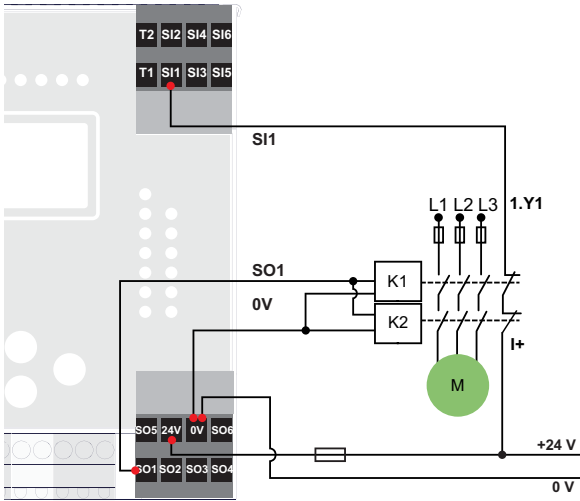 T2 SI2 SI4 SI6
T1 SI1 SI3 SI5
SI1
L1 L2 L3 1.Y1
SO1
K1
0V
K2
I+
M
SO5 24V 0V SO6
+24 V
SO1 SO2 SO3 SO4
0 V